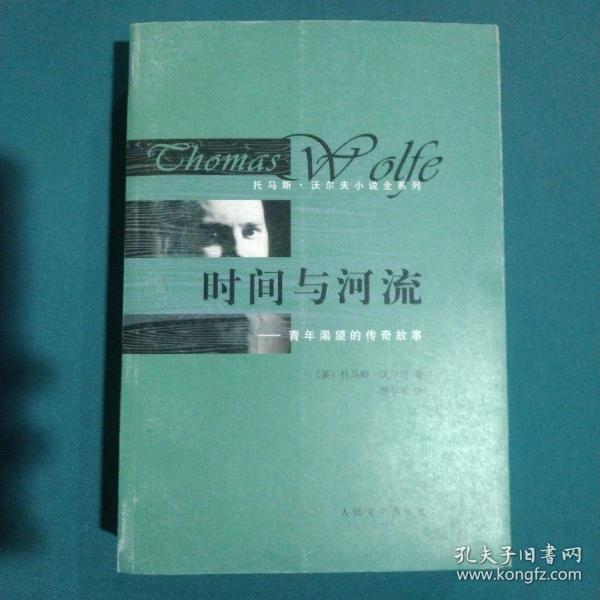 Thomas Wolfe
托马斯·沃尔夫小说全系列
时间与河流
——青年渴望的传奇故事
〔美〕托马斯·沃尔夫 著
译
人民文学出版社
孔夫子旧书网
www.kongfz.com